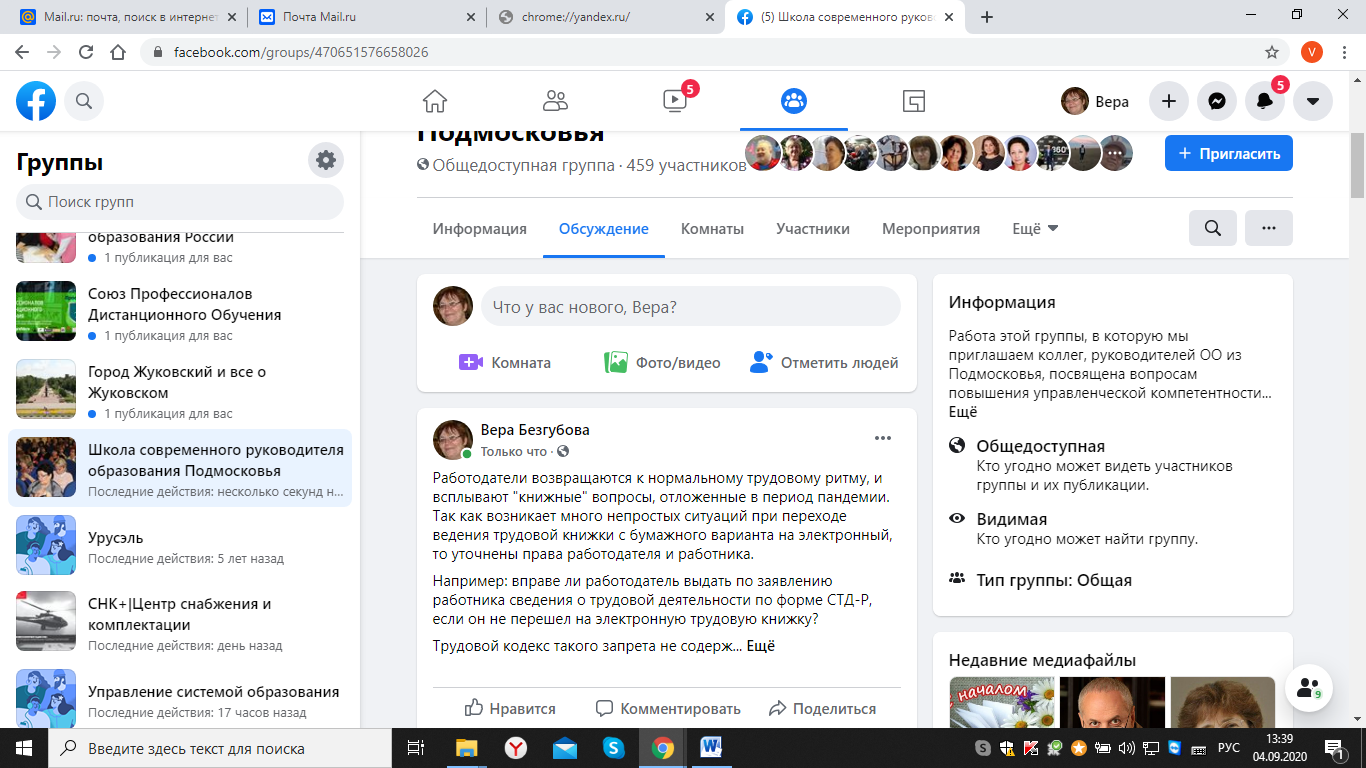 Mail.ru: почта, поиск в интернет
Почта Mail.ru
chrome://yandex.ru/
(5) Школа современного руков
facebook.com/groups/470651576658026
V
5
Вера
5
Группы
Поиск групп
образования России
1 публикация для вас
Союз Профессионалов
Дистанционного Обучения
1 публикация для вас
Город Жуковский и все о
Жуковском
1 публикация для вас
Школа современного руководителя
образования Подмосковья
Последние действия: несколько секунд н...
Урусэль
Последние действия: 5 лет назад
СНК+|Центр снабжения и
комплектации
Последние действия: день назад
Управление системой образования
Последние действия: 17 часов назад
Подмосковья
Общедоступная группа · 459 участников
Пригласить
Информация
Обсуждение
Комнаты
Участники
Мероприятия
Ещё
Что у вас нового, Вера?
Комната
Фото/видео
Отметить людей
Вера Безгубова
Только что ·
Работодатели возвращаются к нормальному трудовому ритму, и
всплывают "книжные" вопросы, отложенные в период пандемии.
Так как возникает много непростых ситуаций при переходе
ведения трудовой книжки с бумажного варианта на электронный,
то уточнены права работодателя и работника.
Например: вправе ли работодатель выдать по заявлению
работника сведения о трудовой деятельности по форме СТД-Р,
если он не перешел на электронную трудовую книжку?
Трудовой кодекс такого запрета не содерж... Ещё
Нравится
Комментировать
Поделиться
Информация
Работа этой группы, в которую мы
приглашаем коллег, руководителей ОО из
Подмосковья, посвящена вопросам
повышения управленческой компетентности...
Ещё
Общедоступная
Кто угодно может видеть участников
группы и их публикации.
Видимая
Кто угодно может найти группу.
Тип группы: Общая
Недавние медиафайлы
началом
9
Введите здесь текст для поиска
РУС
13:39
04.09.2020
1